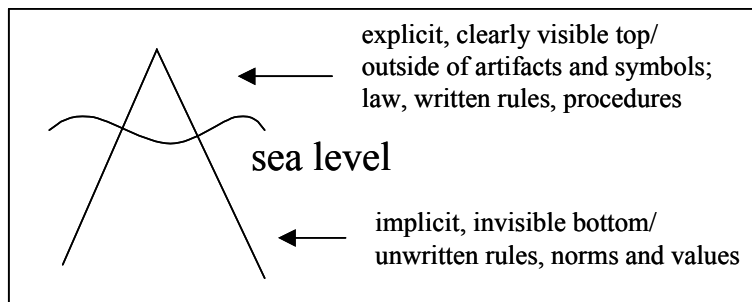 explicit, clearly visible top/
outside of artifacts and symbols;
law, written rules, procedures
sea level
implicit, invisible bottom/
unwritten rules, norms and values